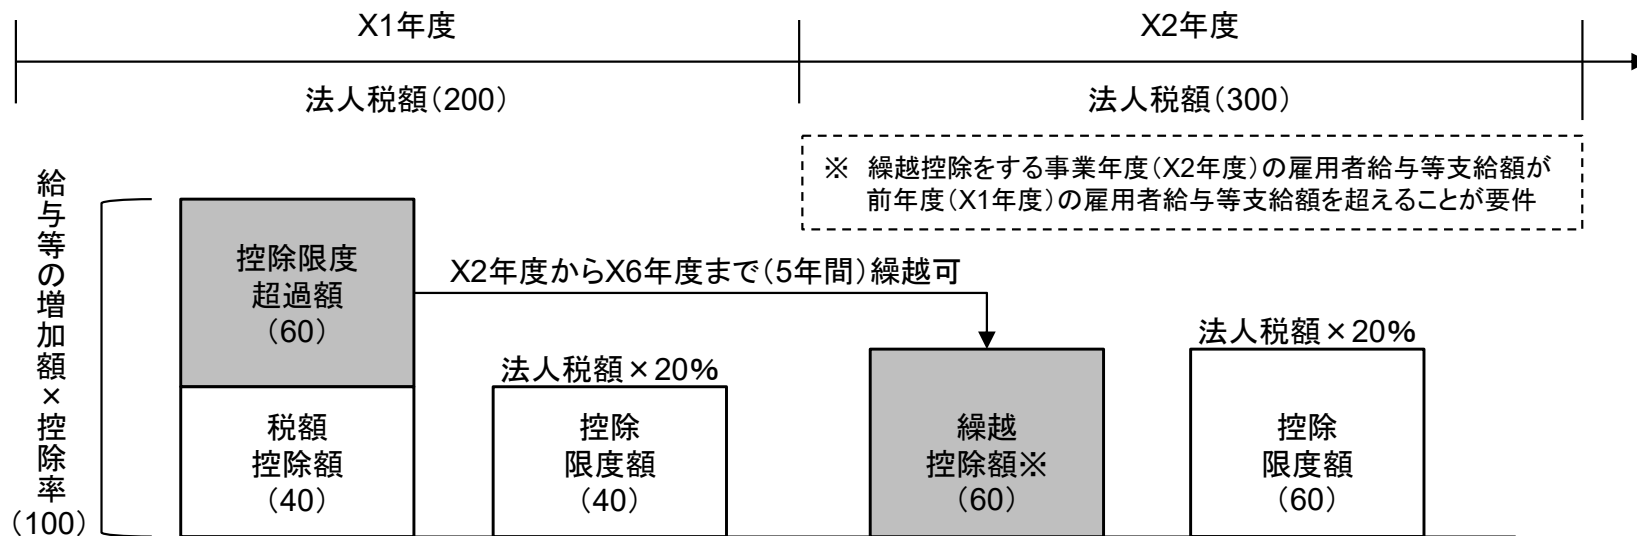 X1年度
X2年度
法人税額(200)
法人税額(300)
※ 繰越控除をする事業年度(X2年度)の雇用者給与等支給額が
前年度(X1年度)の雇用者給与等支給額を超えることが要件
給与等の増加額×控除率
(100)
控除限度
超過額
(60)
税額
控除額
(40)
X2年度からX6年度まで(5年間)繰越可
法人税額×20%
控除
限度額
(40)
繰越
控除額※
(60)
法人税額×20%
控除
限度額
(60)